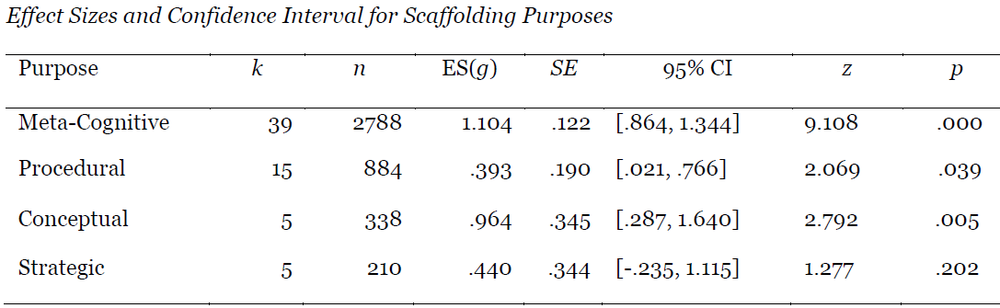 Effect Sizes and Confidence Interval for Scaffolding Purposes
Purpose k n ES(g) SE 95% CI z p
Meta-Cognitive 39 2788 1.104 .122 [.864, 1.344] 9.108 .000
Procedural 15 884 .393 .190 [.021, .766] 2.069 .039
Conceptual 5 338 .964 .345 [.287, 1.640] 2.792 .005
Strategic 5 210 .440 .344 [-.235, 1.115] 1.277 .202